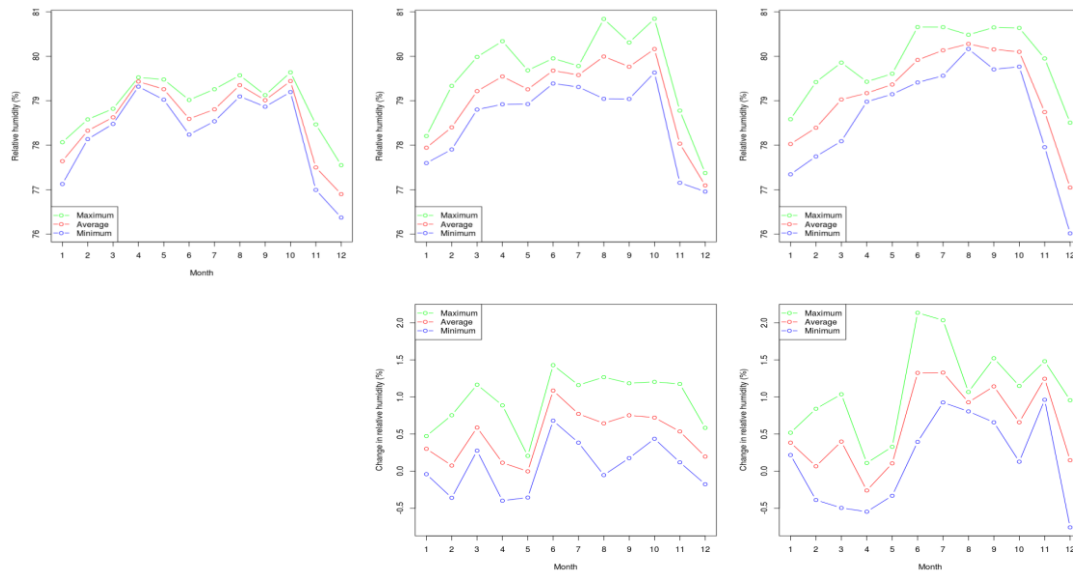 81
80
79
78
77
76
Relative humidity (%)
Maximum
Average
Minimum
1 2 3 4 5 6 7 8 9 10 11 12
Month
81
80
79
78
77
76
Relative humidity (%)
Maximum
Average
Minimum
1 2 3 4 5 6 7 8 9 10 11 12
81
80
79
78
77
76
Relative humidity (%)
Maximum
Average
Minimum
1 2 3 4 5 6 7 8 9 10 11 12
2.0
1.5
1.0
0.5
0.0
-0.5
Change in relative humidity (%)
Maximum
Average
Minimum
1 2 3 4 5 6 7 8 9 10 11 12
Month
2.0
1.5
1.0
0.5
0.0
-0.5
Change in relative humidity (%)
Maximum
Average
Minimum
1 2 3 4 5 6 7 8 9 10 11 12
Month